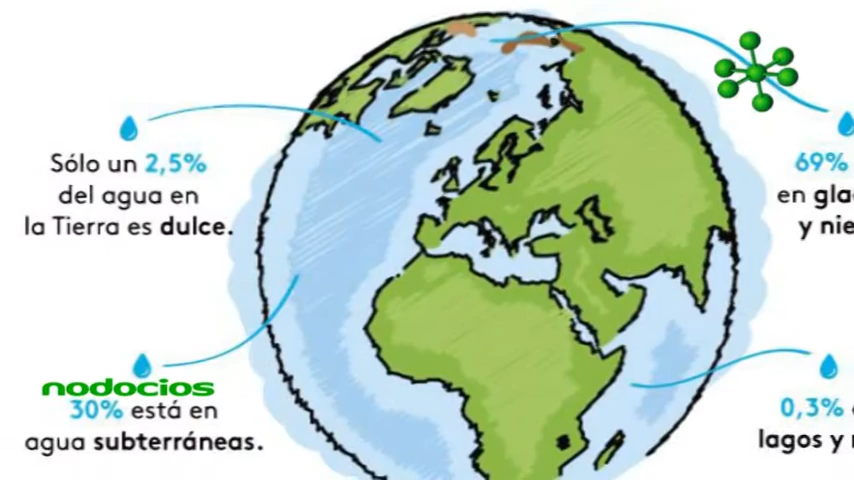 Sólo un 2,5%
del agua en
la Tierra es dulce.
69%
en
y
nodocios
30% está en
agua subterráneas.
0,3%
lagos y